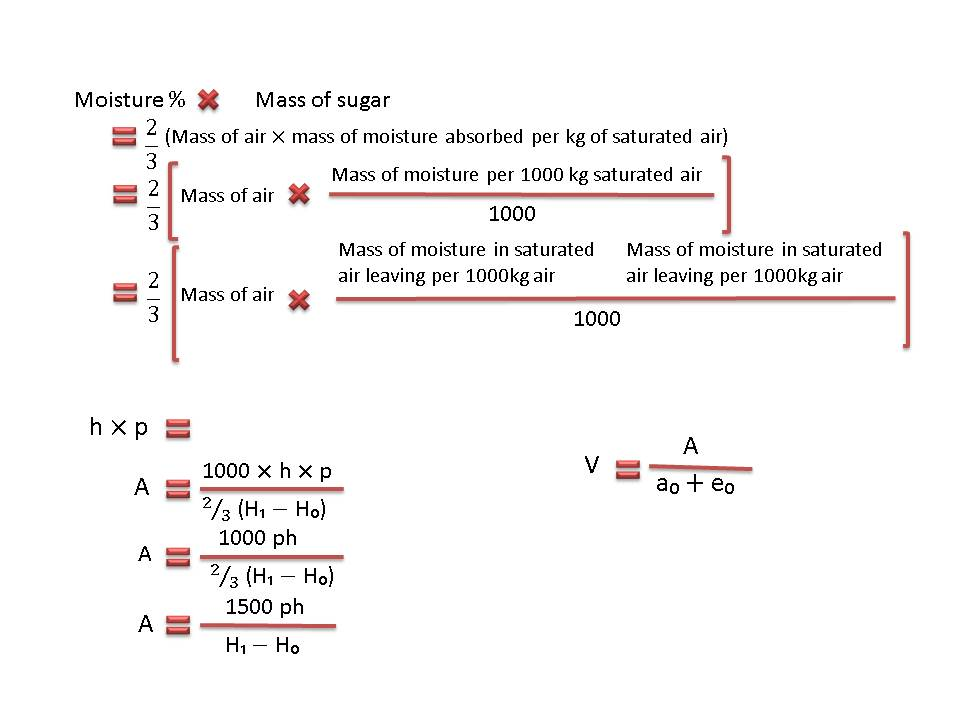 Moisture % ✖ Mass of sugar
= 2/3 (Mass of air × mass of moisture absorbed per kg of saturated air)
= 2/3 [ Mass of air ✖ Mass of moisture per 1000 kg saturated air / 1000 ]
= 2/3 [ Mass of air ✖ Mass of moisture in saturated air leaving per 1000kg air Mass of moisture in saturated air leaving per 1000kg air / 1000 ]
h × p =
A = 1000 × h × p / ²/₃ (H₁ − H₀)
A = 1000 ph / ²/₃ (H₁ − H₀)
A = 1500 ph / H₁ − H₀
V = A / a₀ + e₀